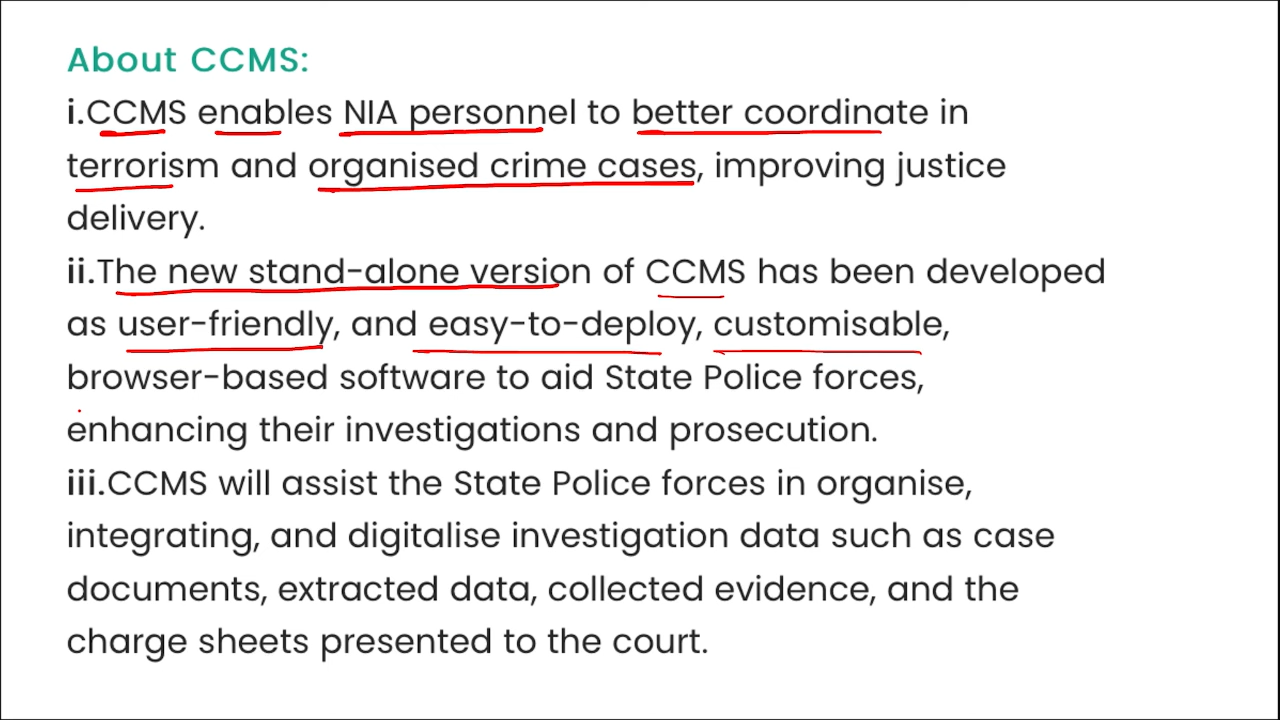 About CCMS:
i.CCMS enables NIA personnel to better coordinate in
terrorism and organised crime cases, improving justice
delivery.
ii.The new stand-alone version of CCMS has been developed
as user-friendly, and easy-to-deploy, customisable,
browser-based software to aid State Police forces,
enhancing their investigations and prosecution.
iii.CCMS will assist the State Police forces in organise,
integrating, and digitalise investigation data such as case
documents, extracted data, collected evidence, and the
charge sheets presented to the court.